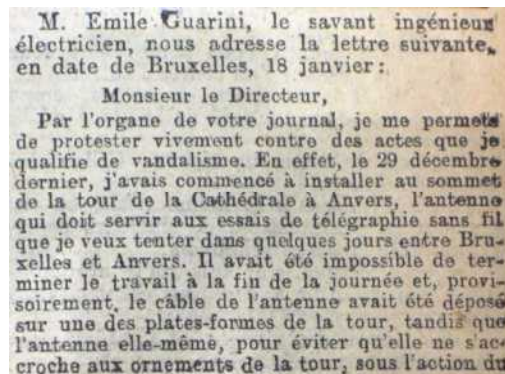 M. Emile Guarini, le savant ingénieur
électricien, nous adresse la lettre suivante,
en date de Bruxelles, 18 janvier:
Monsieur le Directeur,
Par l'organe de votre journal, je me permets
de protester vivement contre des actes que je
qualifie de vandalisme. En effet, le 29 décembre
dernier, j'avais commencé à installer au sommet
de la tour de la Cathédrale à Anvers, l'antenne
qui doit servir aux essais de télégraphie sans fil
que je veux tenter dans quelques jours entre Bru-
xelles et Anvers. Il avait été impossible de ter-
miner le travail à la fin de la journée et, provi-
soirement, le câble de l'antenne avait été déposé
sur une des plates-formes de la tour, tandis que
l'antenne elle-même, pour éviter qu'elle ne s'ac-
croche aux ornements de la tour, sous l'action du